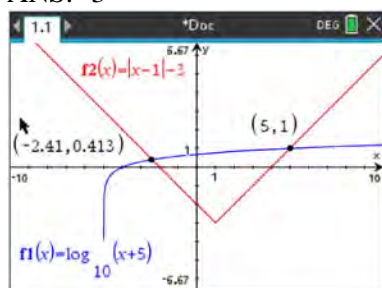 ANS:
1.1 *Doc DEG
6.67 y
f2(x)=|x-1|-3
(-2.41,0.413)
(5,1)
1
x
-10
1
10
f1(x)=log10(x+5)
-6.67